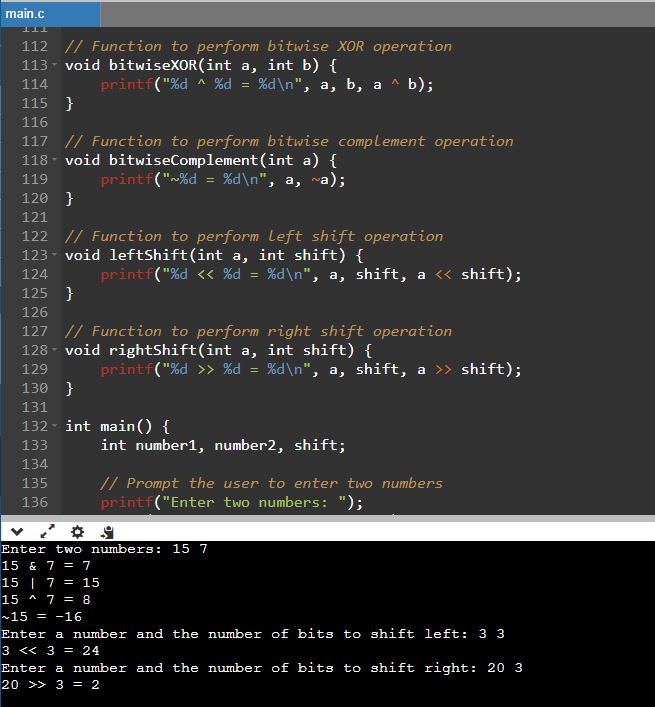 main.c
111
112 // Function to perform bitwise XOR operation
113 void bitwiseXOR(int a, int b) {
114     printf("%d ^ %d = %d\n", a, b, a ^ b);
115 }
116
117 // Function to perform bitwise complement operation
118 void bitwiseComplement(int a) {
119     printf("~%d = %d\n", a, ~a);
120 }
121
122 // Function to perform left shift operation
123 void leftShift(int a, int shift) {
124     printf("%d << %d = %d\n", a, shift, a << shift);
125 }
126
127 // Function to perform right shift operation
128 void rightShift(int a, int shift) {
129     printf("%d >> %d = %d\n", a, shift, a >> shift);
130 }
131
132 int main() {
133     int number1, number2, shift;
134
135     // Prompt the user to enter two numbers
136     printf("Enter two numbers: ");
Enter two numbers: 15 7
15 & 7 = 7
15 | 7 = 15
15 ^ 7 = 8
~15 = -16
Enter a number and the number of bits to shift left: 3 3
3 << 3 = 24
Enter a number and the number of bits to shift right: 20 3
20 >> 3 = 2